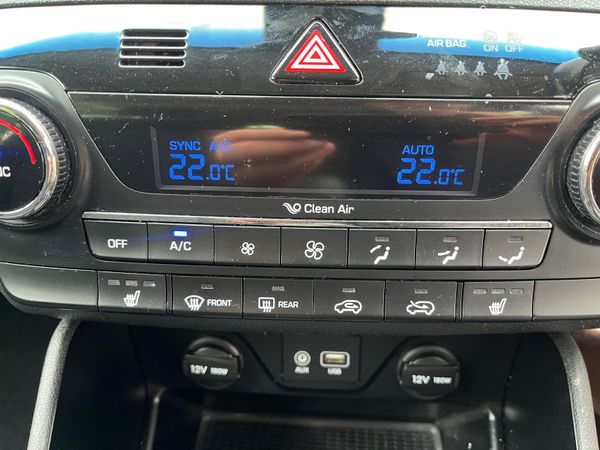 AIR BAG ON OFF
SYNC A/C AUTO
22.0°C 22.0°C
Clean Air
OFF A/C
FRONT REAR
12V 180W AUX USB 12V 180W